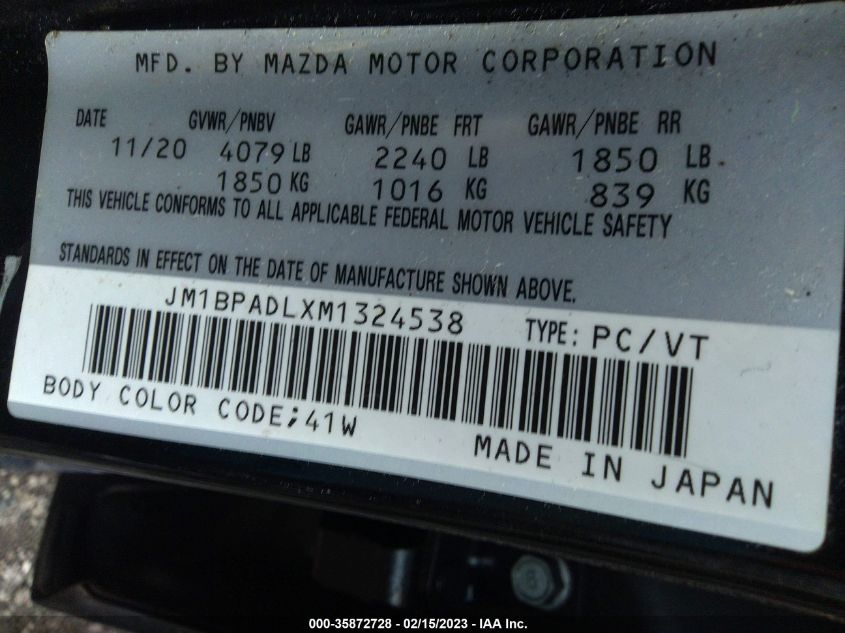 MFD. BY MAZDA MOTOR CORPORATION
DATE GVWR/PNBV GAWR/PNBE FRT GAWR/PNBE RR
11/20 4079 LB 2240 LB 1850 LB.
1850 KG 1016 KG 839 KG
THIS VEHICLE CONFORMS TO ALL APPLICABLE FEDERAL MOTOR VEHICLE SAFETY
STANDARDS IN EFFECT ON THE DATE OF MANUFACTURE SHOWN ABOVE.
JM1BPADLXM1324538 TYPE: PC/VT
BODY COLOR CODE;41W
MADE IN JAPAN
8
000-35872728 - 02/15/2023 - IAA Inc.